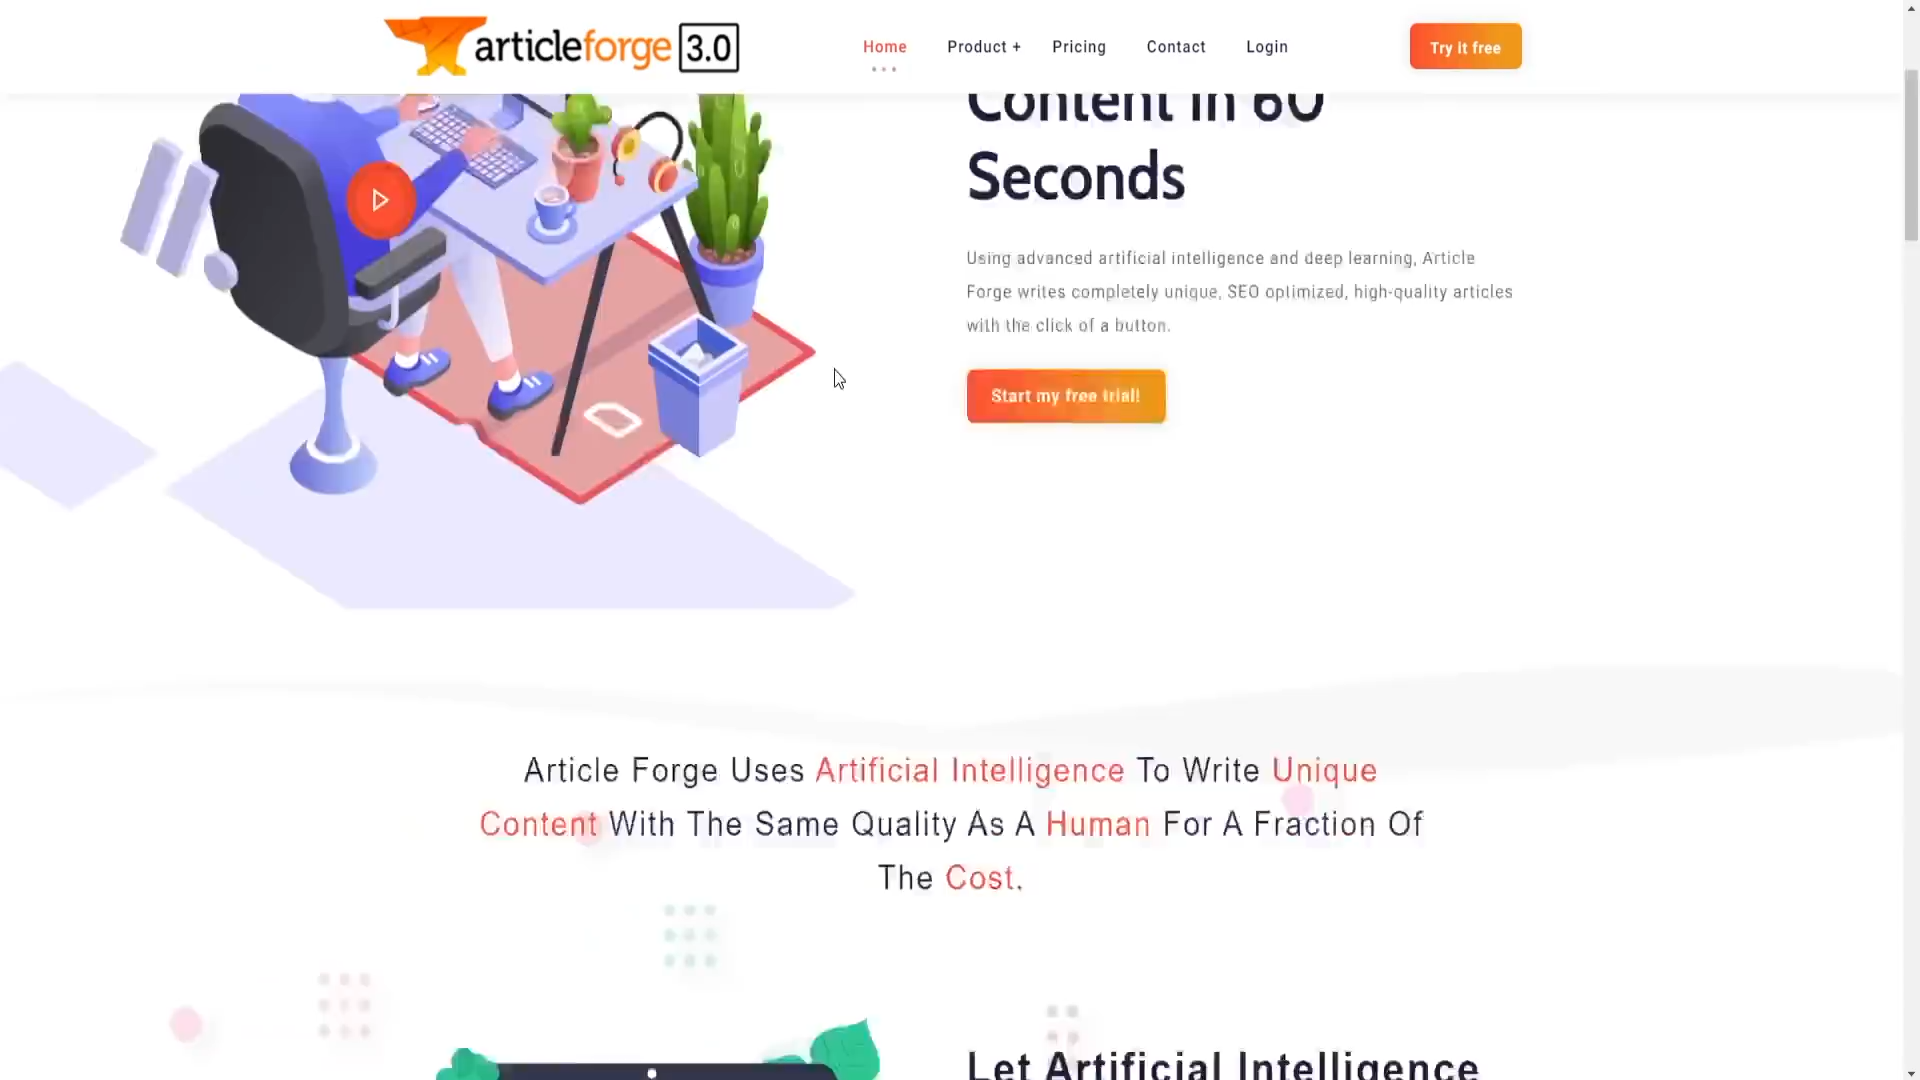 articleforge 3.0
Home
Product +
Pricing
Contact
Login
Try it free
Content in 60
Seconds
Using advanced artificial intelligence and deep learning, Article
Forge writes completely unique, SEO optimized, high-quality articles
with the click of a button.
Start my free trial!
Article Forge Uses Artificial Intelligence To Write Unique
Content With The Same Quality As A Human For A Fraction Of
The Cost.
Let Artificial Intelligence